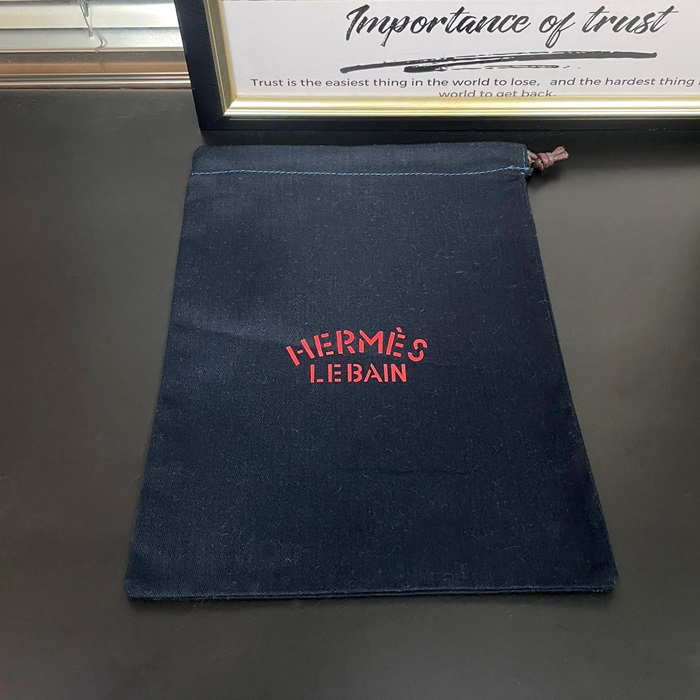 Importance of trust
Trust is the easiest thing in the world to lose, and the hardest thing
world to get back.
HERMÈS
LE BAIN